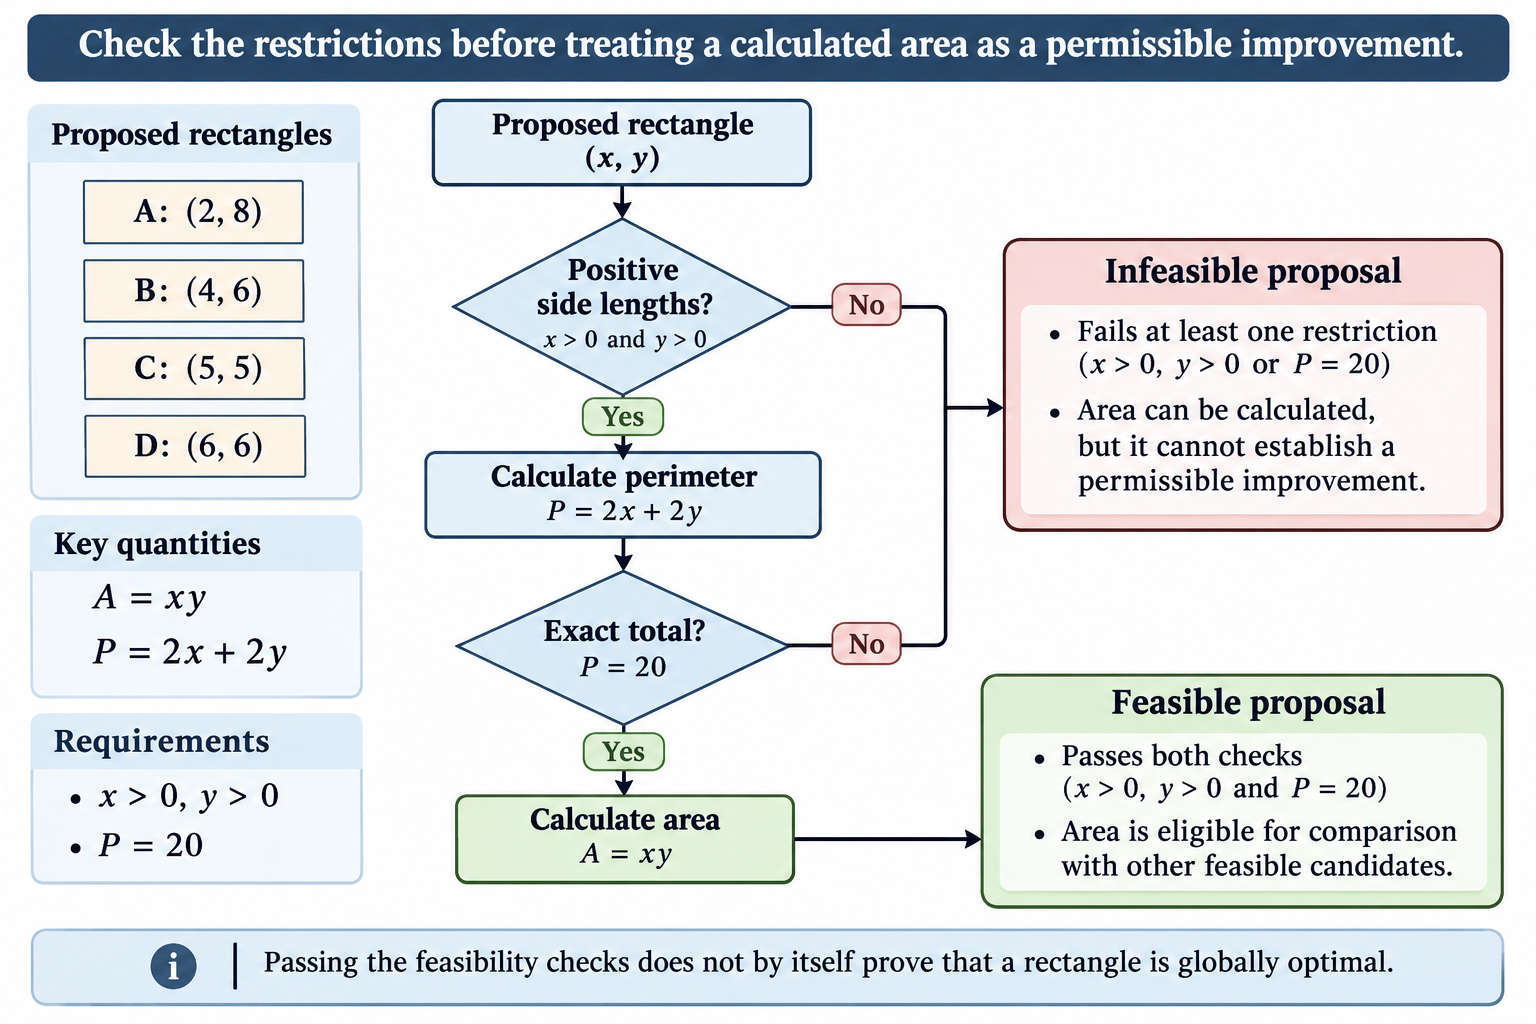 Check the restrictions before treating a calculated area as a permissible improvement.
Proposed rectangles
A: (2, 8)
B: (4, 6)
C: (5, 5)
D: (6, 6)
Key quantities
A = xy
P = 2x + 2y
Requirements
• x > 0, y > 0
• P = 20
Proposed rectangle
(x, y)
Positive
side lengths?
x > 0 and y > 0
No
Yes
Calculate perimeter
P = 2x + 2y
Exact total?
P = 20
No
Yes
Calculate area
A = xy
Infeasible proposal
• Fails at least one restriction
(x > 0, y > 0 or P = 20)
• Area can be calculated,
but it cannot establish a
permissible improvement.
Feasible proposal
• Passes both checks
(x > 0, y > 0 and P = 20)
• Area is eligible for comparison
with other feasible candidates.
i
Passing the feasibility checks does not by itself prove that a rectangle is globally optimal.